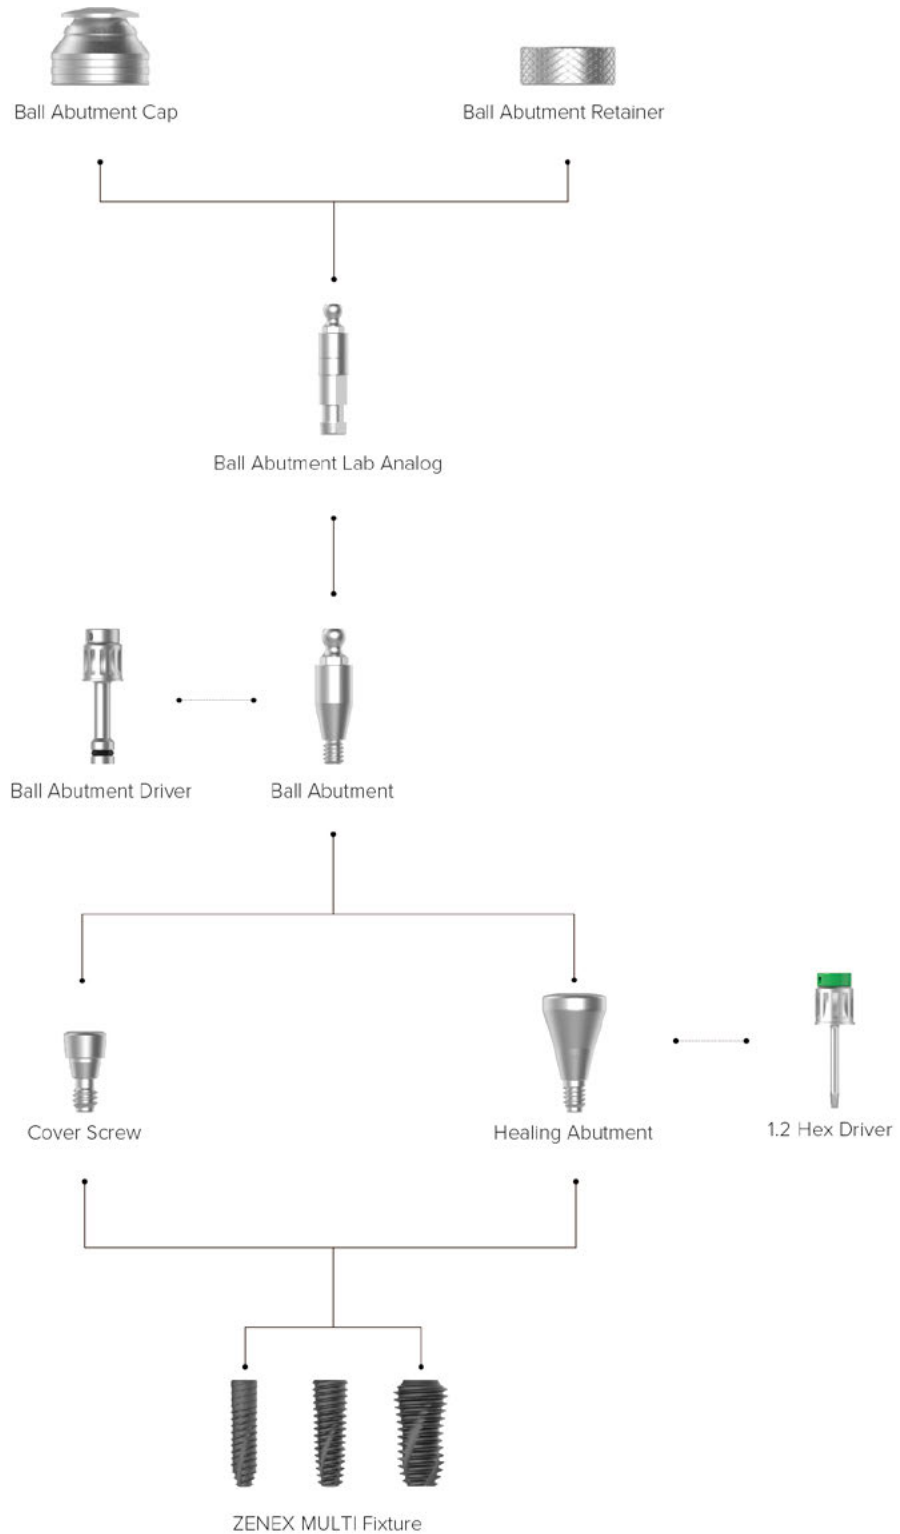 Ball Abutment Cap
Ball Abutment Retainer
Ball Abutment Lab Analog
Ball Abutment Driver
Ball Abutment
Cover Screw
Healing Abutment
1.2 Hex Driver
ZENEX MULTI Fixture